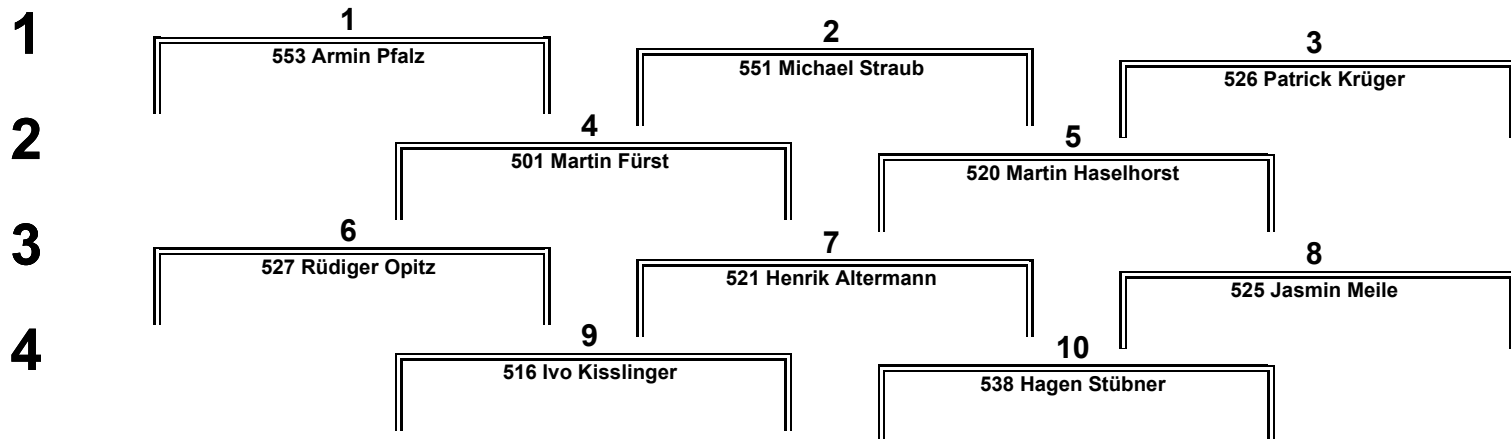 1
1
2
3
553 Armin Pfalz
551 Michael Straub
526 Patrick Krüger
2
4
5
501 Martin Fürst
520 Martin Haselhorst
3
6
7
8
527 Rüdiger Opitz
521 Henrik Altermann
525 Jasmin Meile
4
9
10
516 Ivo Kisslinger
538 Hagen Stübner